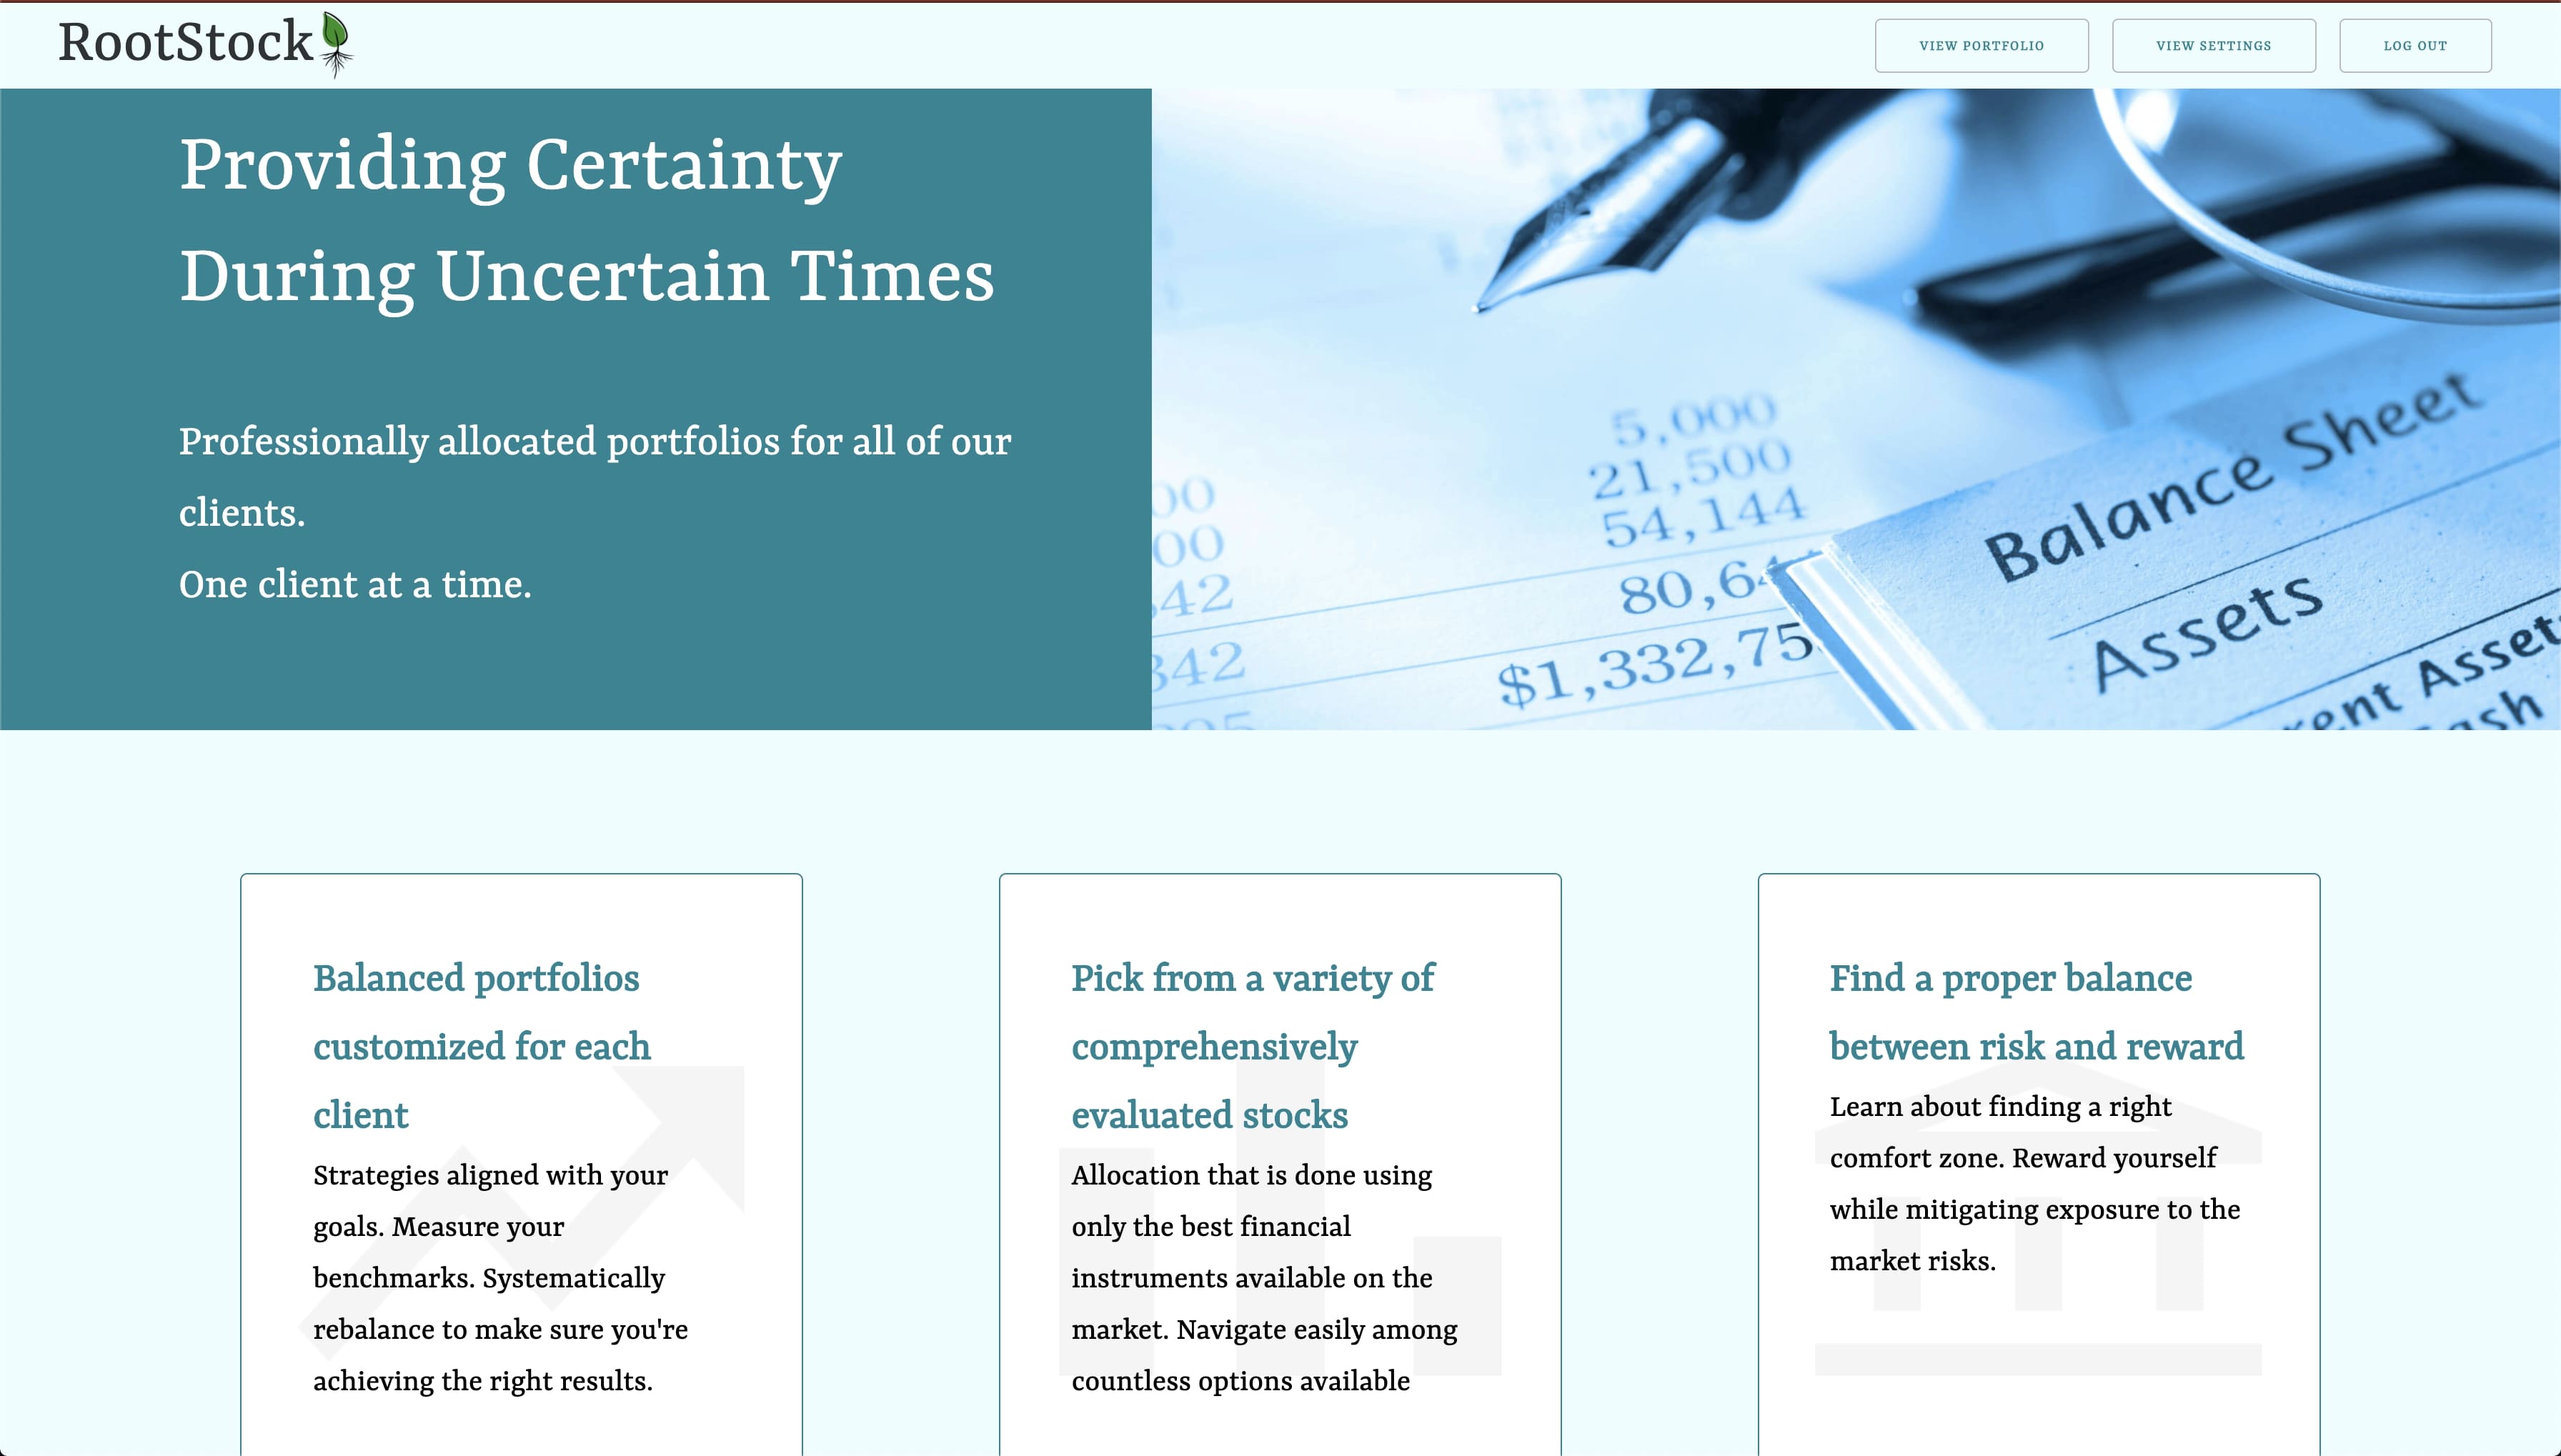 RootStock
VIEW PORTFOLIO
VIEW SETTINGS
LOG OUT
Providing Certainty
During Uncertain Times
Professionally allocated portfolios for all of our
clients.
One client at a time.
5,000
21,500
54,144
80,64
$1,332,75
00
00
42
342
Balance Sheet
Assets
Cash
Balanced portfolios
customized for each
client
Strategies aligned with your
goals. Measure your
benchmarks. Systematically
rebalance to make sure you're
achieving the right results.
Pick from a variety of
comprehensively
evaluated stocks
Allocation that is done using
only the best financial
instruments available on the
market. Navigate easily among
countless options available
Find a proper balance
between risk and reward
Learn about finding a right
comfort zone. Reward yourself
while mitigating exposure to the
market risks.